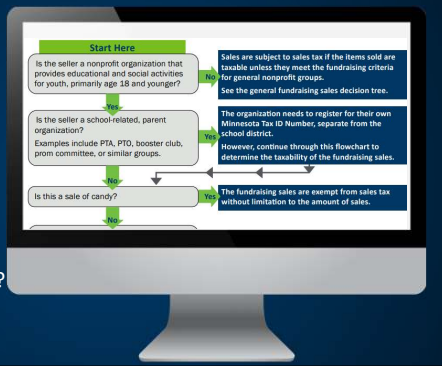 Start Here
Is the seller a nonprofit organization that
provides educational and social activities
for youth, primarily age 18 and younger?
No
Sales are subject to sales tax if the items sold are
taxable unless they meet the fundraising criteria
for general nonprofit groups.
See the general fundraising sales decision tree.
Yes
Is the seller a school-related, parent
organization?
Examples include PTA, PTO, booster club,
prom committee, or similar groups.
Yes
The organization needs to register for their own
Minnesota Tax ID Number, separate from the
school district.
However, continue through this flowchart to
determine the taxability of the fundraising sales.
No
Is this a sale of candy?
Yes
The fundraising sales are exempt from sales tax
without limitation to the amount of sales.
No
?